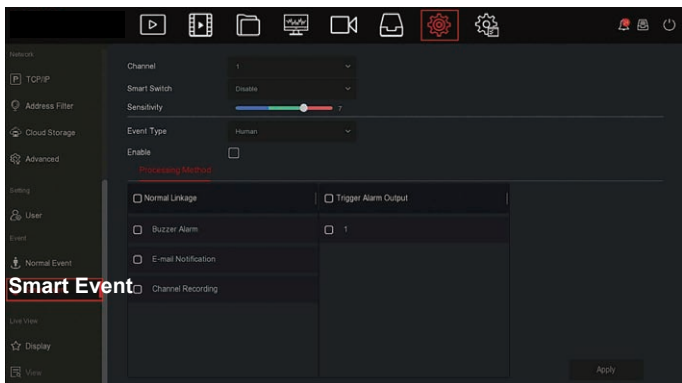 Network
TCP/IP
Address Filter
Cloud Storage
Advanced
Setting
User
Event
Normal Event
Smart Event
Live View
Display
View
Channel 1
Smart Switch Disable
Sensitivity 7
Event Type Human
Enable
Processing Method
Normal Linkage Trigger Alarm Output
Buzzer Alarm 1
E-mail Notification
Channel Recording
Apply